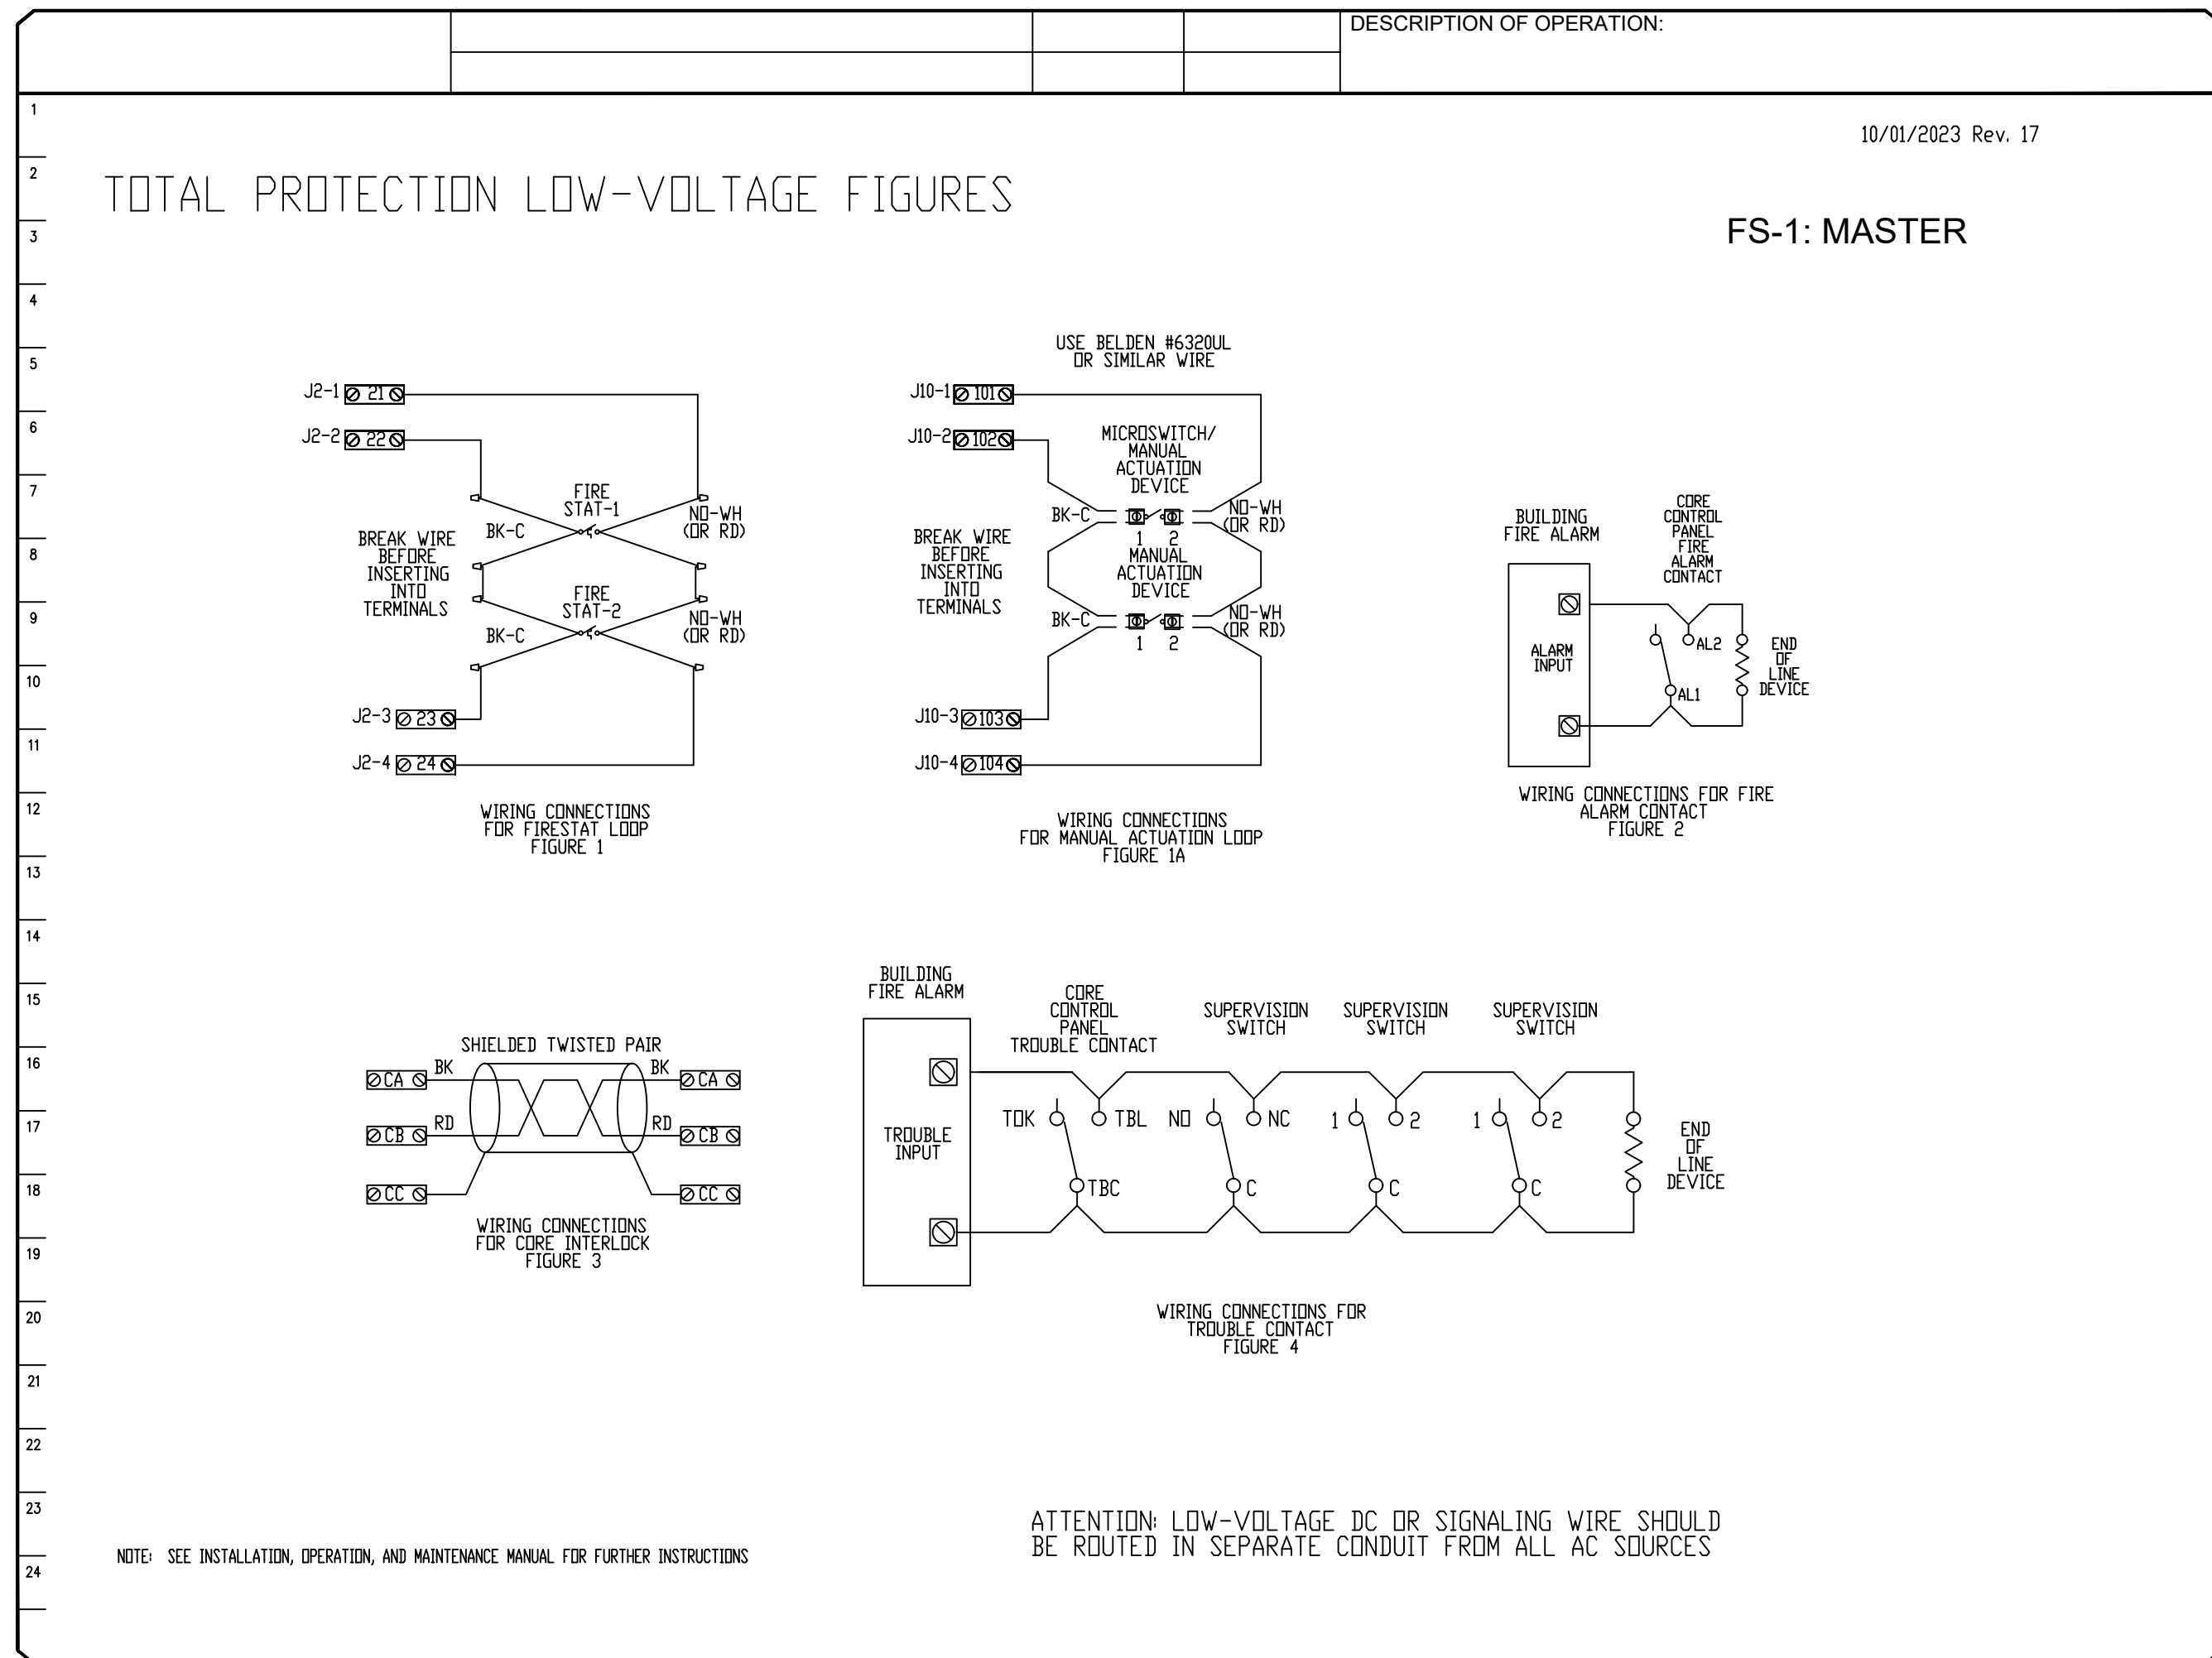 DESCRIPTION OF OPERATION:
1
2
3
4
5
6
7
8
9
10
11
12
13
14
15
16
17
18
19
20
21
22
23
24
10/01/2023 Rev. 17
TOTAL PROTECTION LOW-VOLTAGE FIGURES
FS-1: MASTER
J2-1
21
J2-2
22
FIRE
STAT-1
BK-C
NO-WH
(OR RD)
BREAK WIRE
BEFORE
INSERTING
INTO
TERMINALS
FIRE
STAT-2
BK-C
NO-WH
(OR RD)
J2-3
23
J2-4
24
WIRING CONNECTIONS
FOR FIRESTAT LOOP
FIGURE 1
USE BELDEN #6320UL
OR SIMILAR WIRE
J10-1
101
J10-2
102
MICROSWITCH/
MANUAL
ACTUATION
DEVICE
BK-C
NO-WH
(OR RD)
1 2
BREAK WIRE
BEFORE
INSERTING
INTO
TERMINALS
MANUAL
ACTUATION
DEVICE
BK-C
NO-WH
(OR RD)
1 2
J10-3
103
J10-4
104
WIRING CONNECTIONS
FOR MANUAL ACTUATION LOOP
FIGURE 1A
BUILDING
FIRE ALARM
CORE
CONTROL
PANEL
FIRE
ALARM
CONTACT
ALARM
INPUT
AL2
AL1
END
OF
LINE
DEVICE
WIRING CONNECTIONS FOR FIRE
ALARM CONTACT
FIGURE 2
SHIELDED TWISTED PAIR
CA
BK
BK
CA
CB
RD
RD
CB
CC
CC
WIRING CONNECTIONS
FOR CORE INTERLOCK
FIGURE 3
BUILDING
FIRE ALARM
TROUBLE
INPUT
CORE
CONTROL
PANEL
TROUBLE CONTACT
SUPERVISION
SWITCH
SUPERVISION
SWITCH
SUPERVISION
SWITCH
TOK
TBL
NO
NC
1
2
1
2
TBC
C
C
C
END
OF
LINE
DEVICE
WIRING CONNECTIONS FOR
TROUBLE CONTACT
FIGURE 4
NOTE: SEE INSTALLATION, OPERATION, AND MAINTENANCE MANUAL FOR FURTHER INSTRUCTIONS
ATTENTION: LOW-VOLTAGE DC OR SIGNALING WIRE SHOULD
BE ROUTED IN SEPARATE CONDUIT FROM ALL AC SOURCES